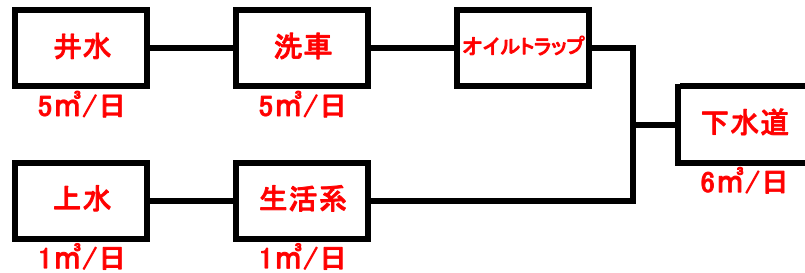 井水
5㎥/日
洗車
5㎥/日
オイルトラップ
下水道
6㎥/日
上水
1㎥/日
生活系
1㎥/日